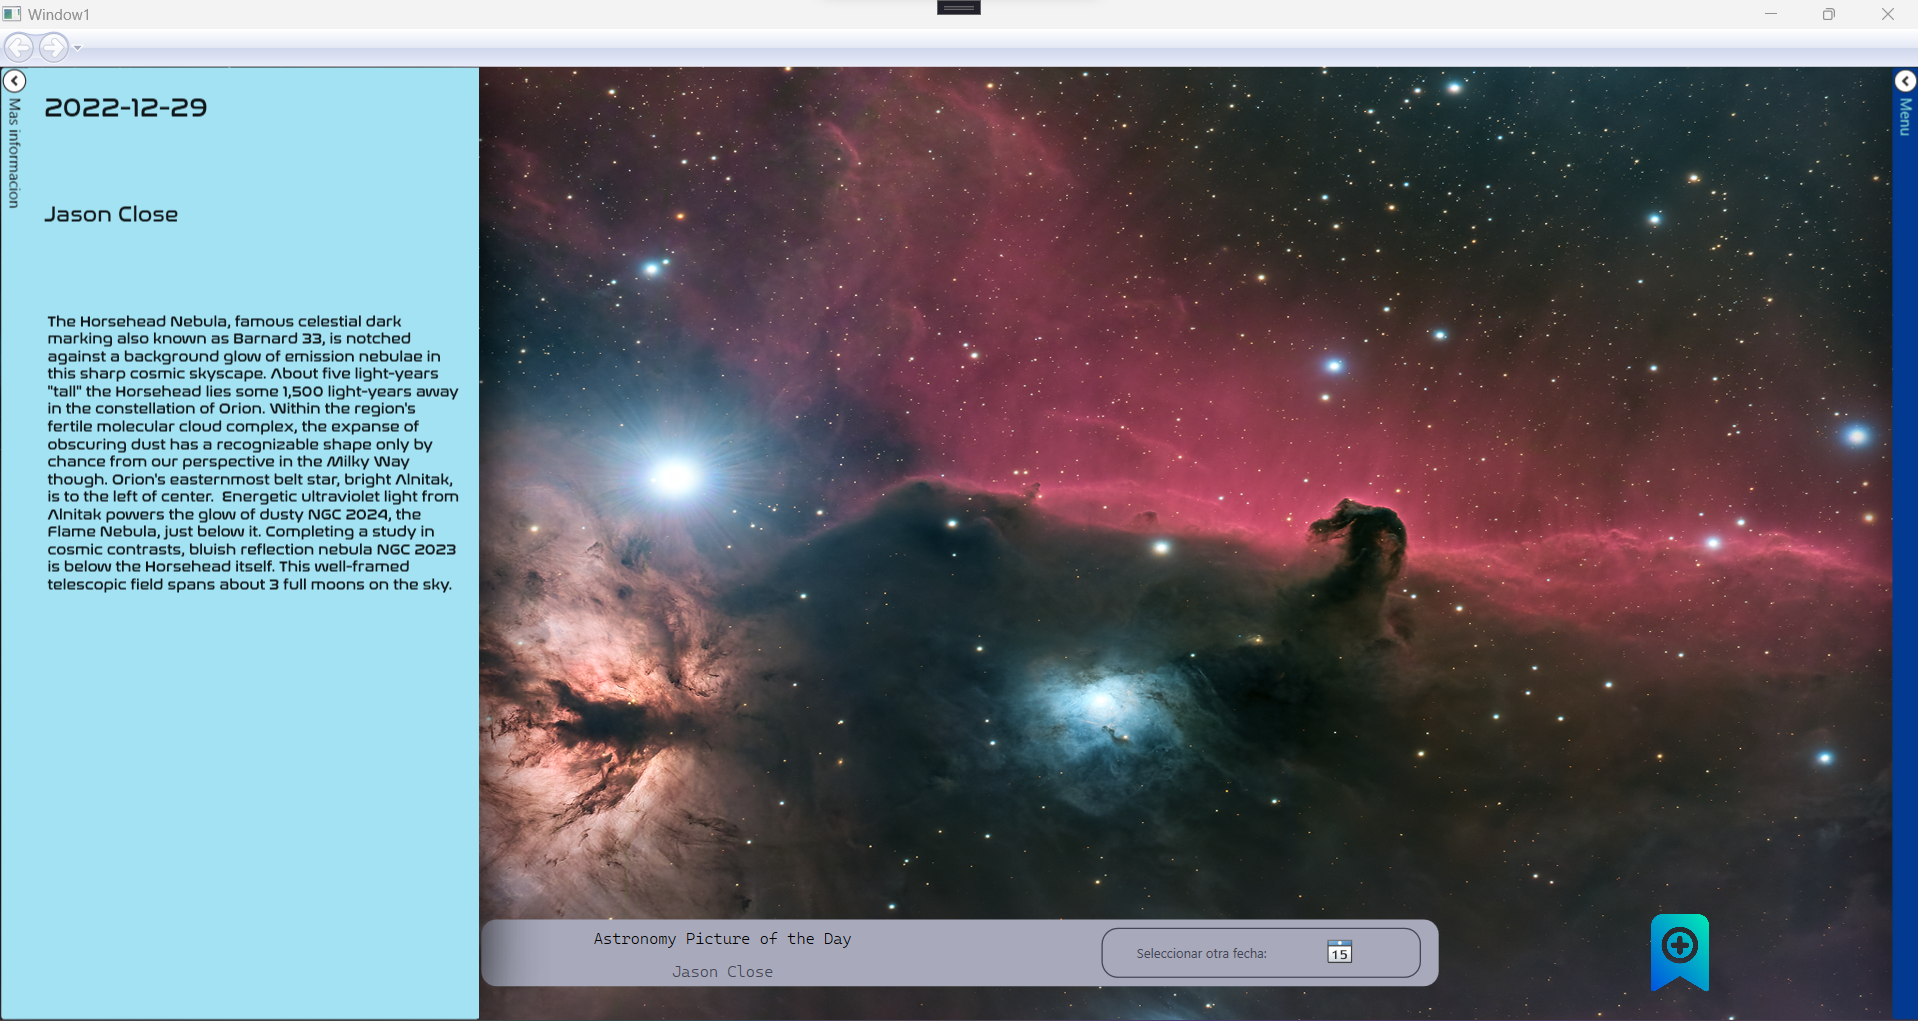 Window1
Mas informacion
2022-12-29
Jason Close
The Horsehead Nebula, famous celestial dark
marking also known as Barnard 33, is notched
against a background glow of emission nebulae in
this sharp cosmic skyscape. About five light-years
"tall" the Horsehead lies some 1,500 light-years away
in the constellation of Orion. Within the region's
fertile molecular cloud complex, the expanse of
obscuring dust has a recognizable shape only by
chance from our perspective in the Milky Way
though. Orion's easternmost belt star, bright Alnitak,
is to the left of center.  Energetic ultraviolet light from
Alnitak powers the glow of dusty NGC 2024, the
Flame Nebula, just below it. Completing a study in
cosmic contrasts, bluish reflection nebula NGC 2023
is below the Horsehead itself. This well-framed
telescopic field spans about 3 full moons on the sky.
Menu
Astronomy Picture of the Day
Jason Close
Seleccionar otra fecha:
15